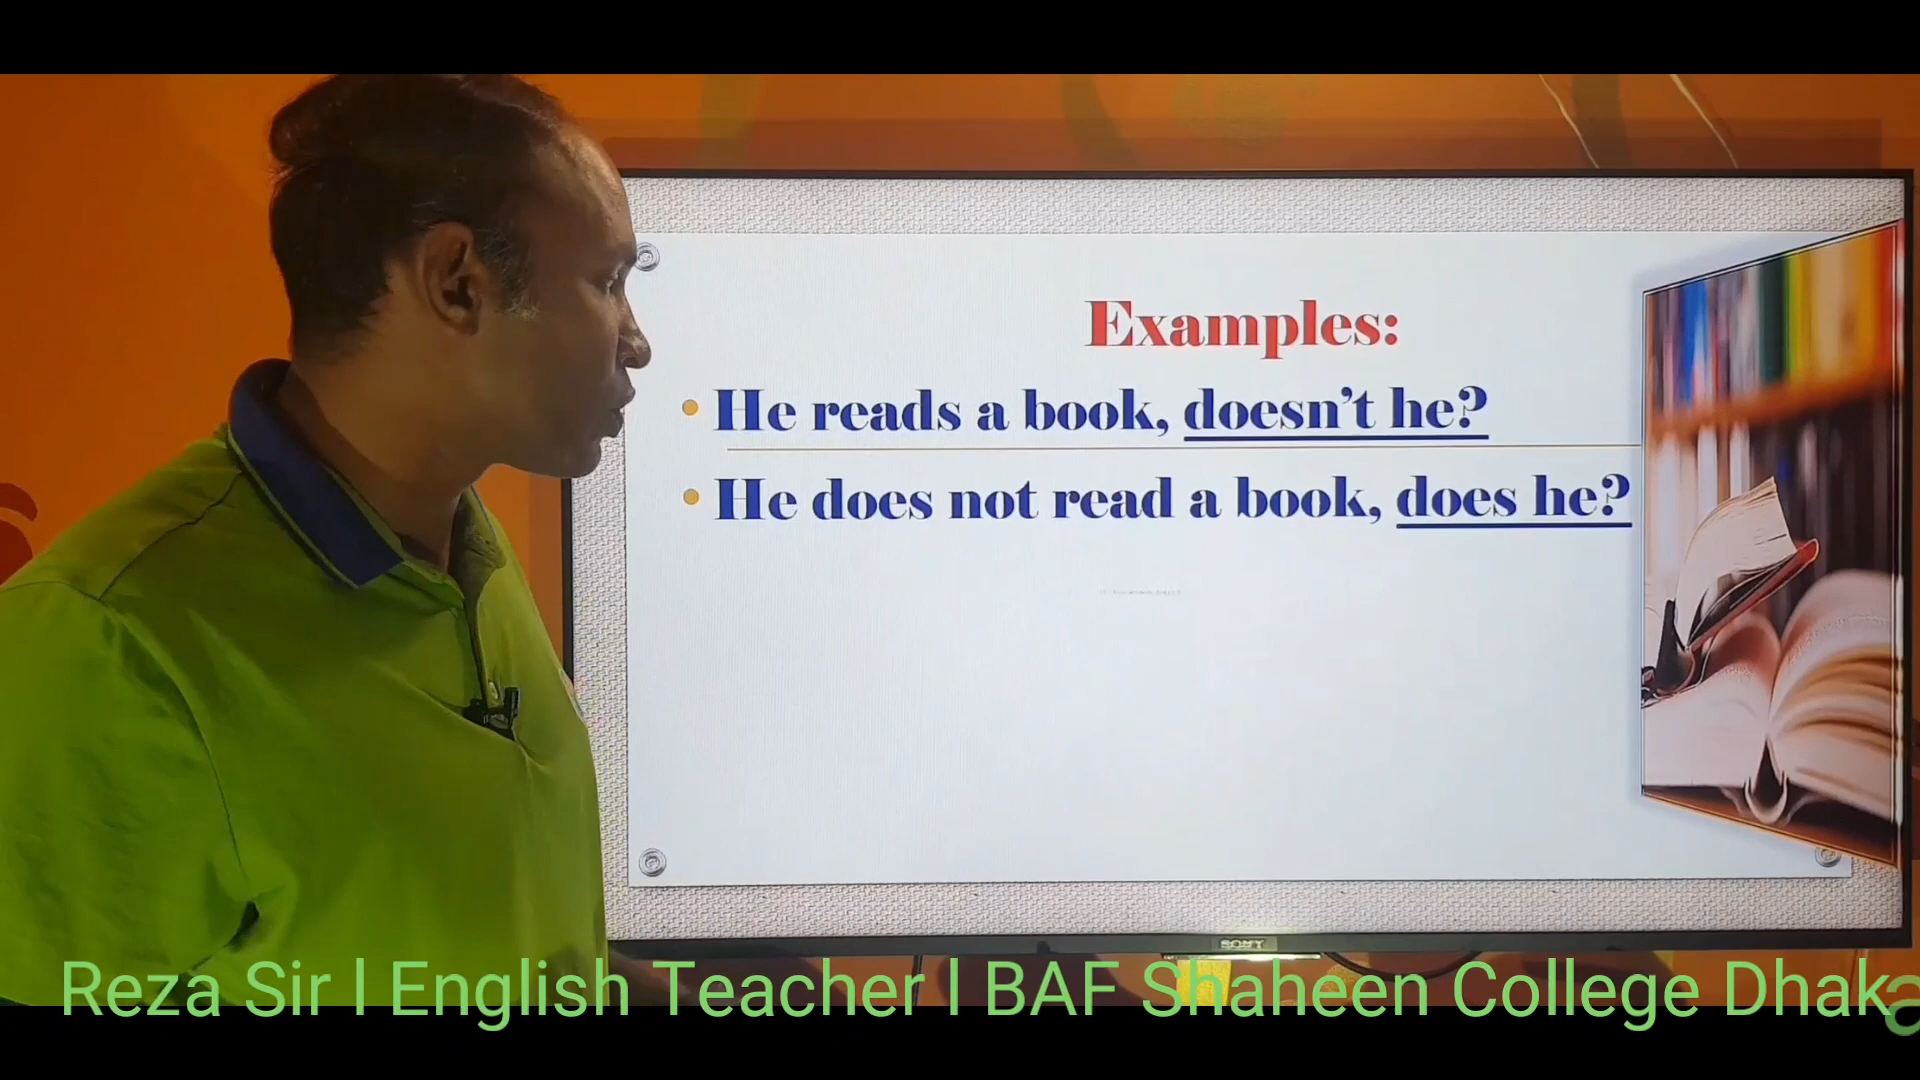 Examples:
• He reads a book, doesn't he?
• He does not read a book, does he?
SONY
Reza Sir l English Teacher l BAF Shaheen College Dhaka